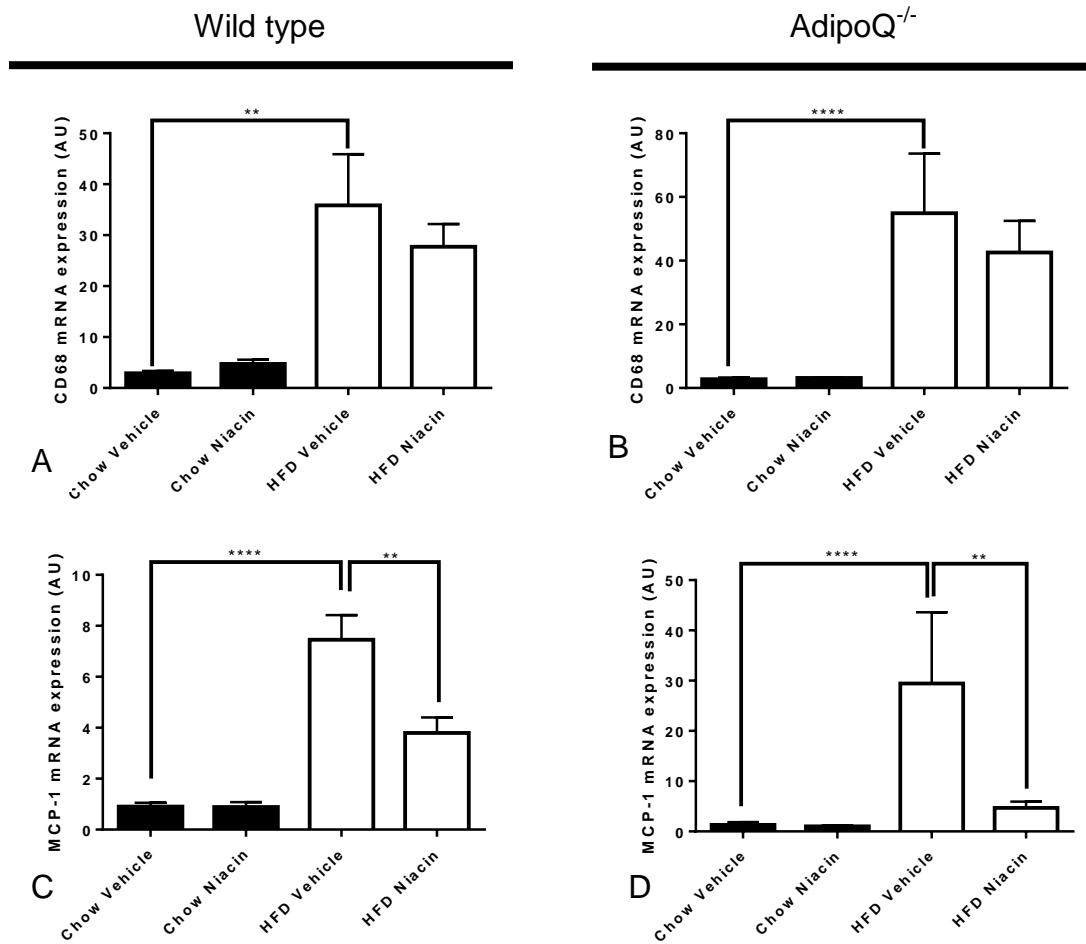 Wild type
AdipoQ-/-
**
CD68 mRNA expression (AU)
50
40
30
20
10
0
Chow Vehicle
Chow Niacin
HFD Vehicle
HFD Niacin
A
****
CD68 mRNA expression (AU)
80
60
40
20
0
Chow Vehicle
Chow Niacin
HFD Vehicle
HFD Niacin
B
****
**
MCP-1 mRNA expression (AU)
10
8
6
4
2
0
Chow Vehicle
Chow Niacin
HFD Vehicle
HFD Niacin
C
****
**
MCP-1 mRNA expression (AU)
50
40
30
20
10
0
Chow Vehicle
Chow Niacin
HFD Vehicle
HFD Niacin
D